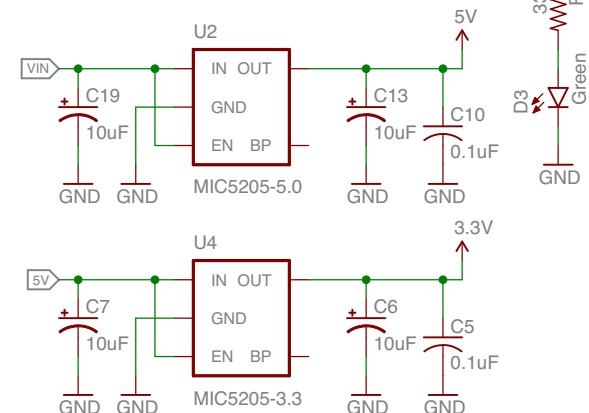 5V
U2
VIN
IN OUT
C19
10uF
GND
EN BP
C13
10uF
C10
0.1uF
D3
Green
GND GND
MIC5205-5.0
GND GND
GND
3.3V
U4
5V
IN OUT
C7
10uF
GND
EN BP
C6
10uF
C5
0.1uF
GND GND
MIC5205-3.3
GND GND